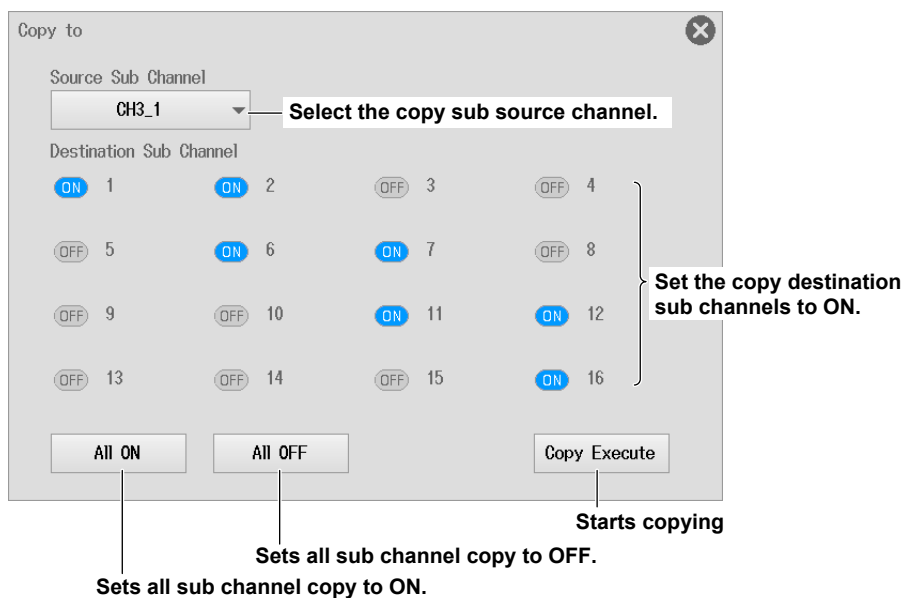 Copy to
Source Sub Channel
CH3_1
Select the copy sub source channel.
Destination Sub Channel
ON 1 ON 2 OFF 3 OFF 4
OFF 5 ON 6 ON 7 OFF 8
Set the copy destination
sub channels to ON.
OFF 9 OFF 10 ON 11 ON 12
OFF 13 OFF 14 OFF 15 ON 16
All ON All OFF Copy Execute
Starts copying
Sets all sub channel copy to OFF.
Sets all sub channel copy to ON.